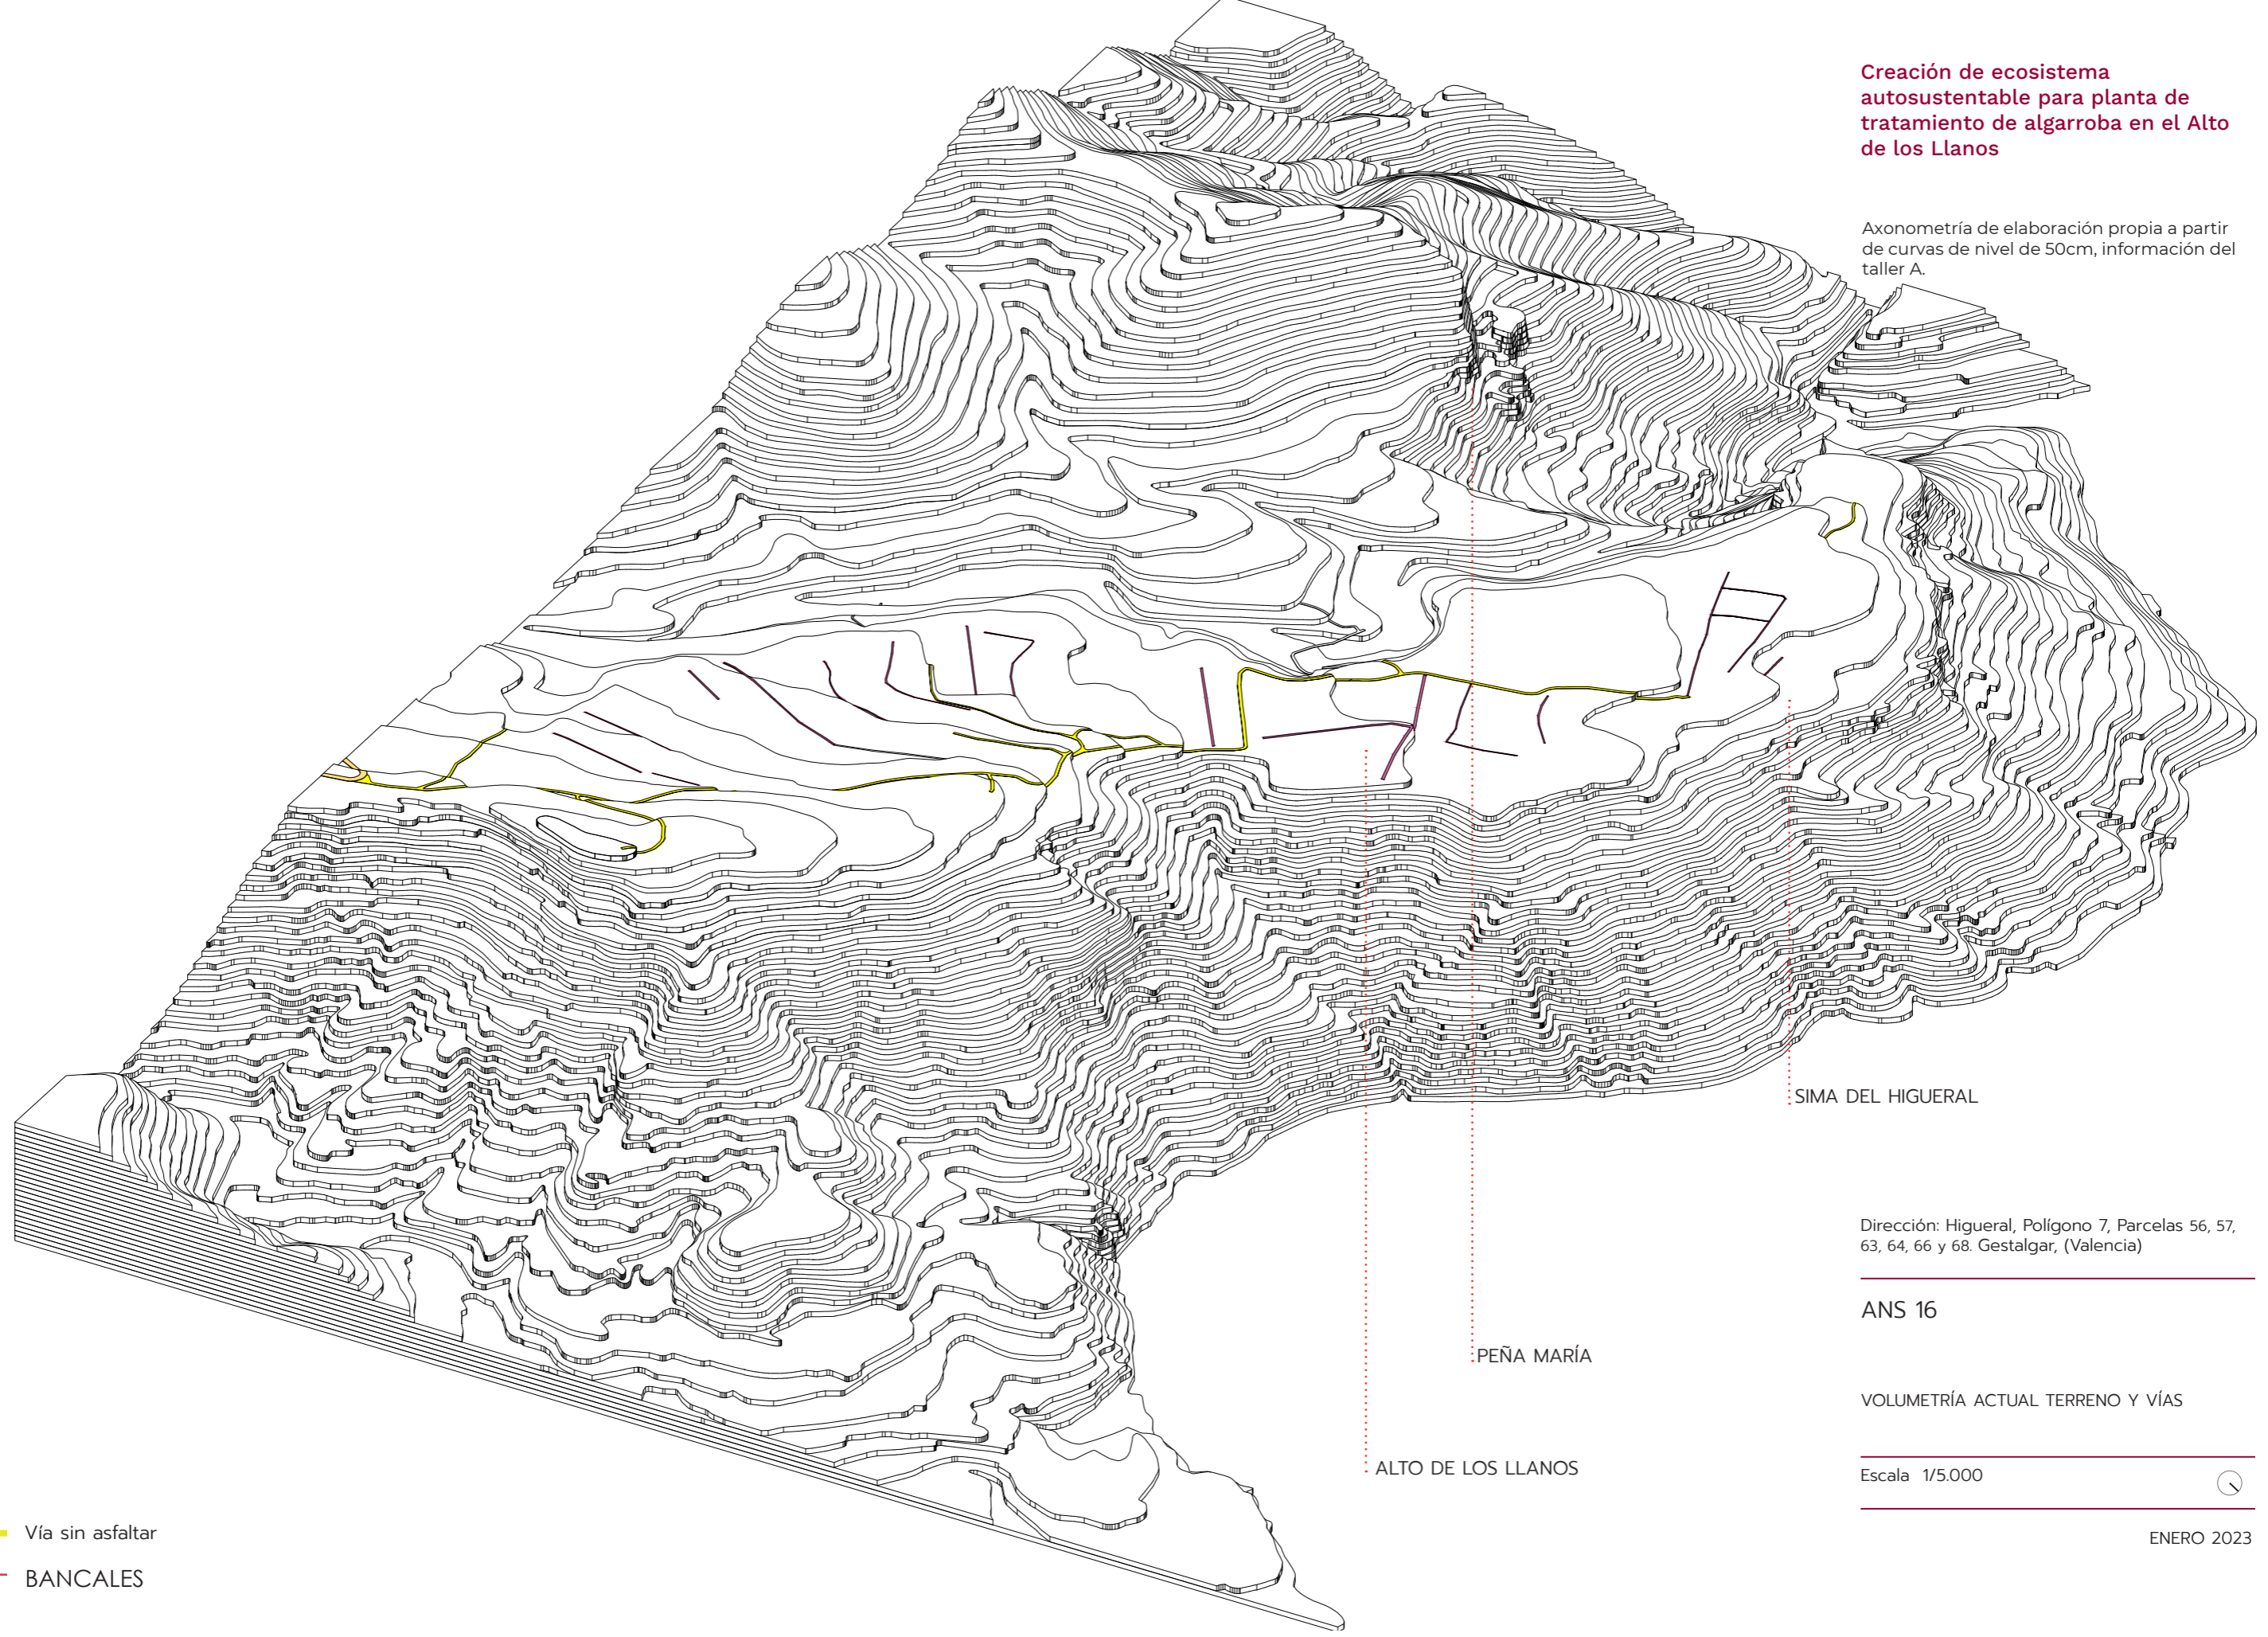 Creación de ecosistema
autosustentable para planta de
tratamiento de algarroba en el Alto
de los Llanos
Axonometría de elaboración propia a partir
de curvas de nivel de 50cm, información del
taller A.
SIMA DEL HIGUERAL
PEÑA MARÍA
ALTO DE LOS LLANOS
Dirección: Higueral, Polígono 7, Parcelas 56, 57,
63, 64, 66 y 68. Gestalgar, (Valencia)
ANS 16
VOLUMETRÍA ACTUAL TERRENO Y VÍAS
Escala 1/5.000
ENERO 2023
Vía sin asfaltar
BANCALES